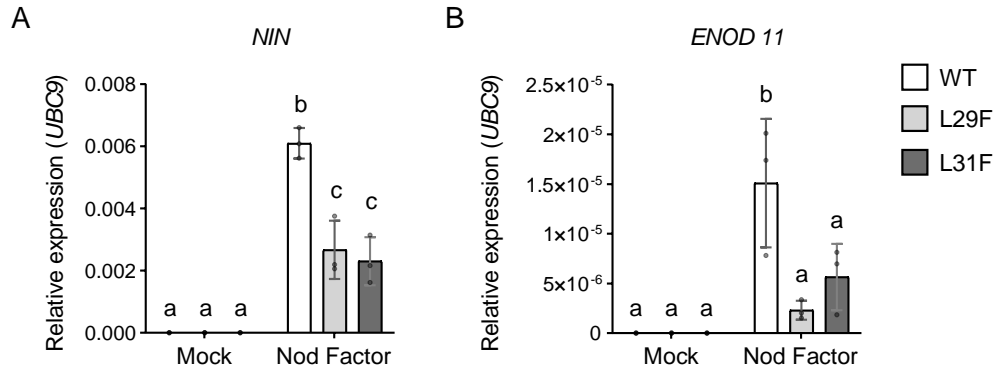 A
NIN
Relative expression (UBC9)
0.008
0.006
0.004
0.002
0.000
a a a
b
c
c
Mock Nod Factor
B
ENOD 11
Relative expression (UBC9)
2.5×10⁻⁵
2×10⁻⁵
1.5×10⁻⁵
1×10⁻⁵
5×10⁻⁶
0
a a a
b
a
a
Mock Nod Factor
WT
L29F
L31F